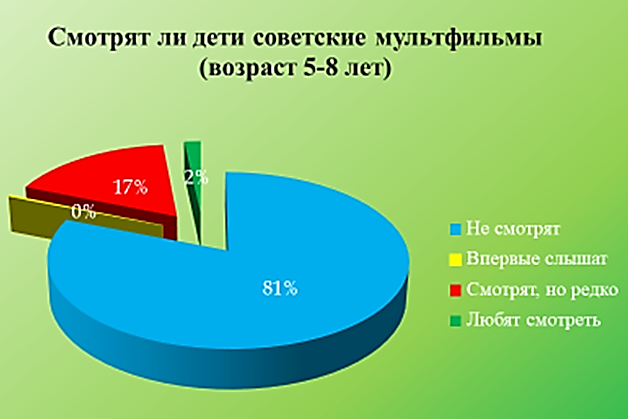 Смотрят ли дети советские мультфильмы
(возраст 5-8 лет)
17%
2%
0%
81%
Не смотрят
Впервые слышат
Смотрят, но редко
Любят смотреть